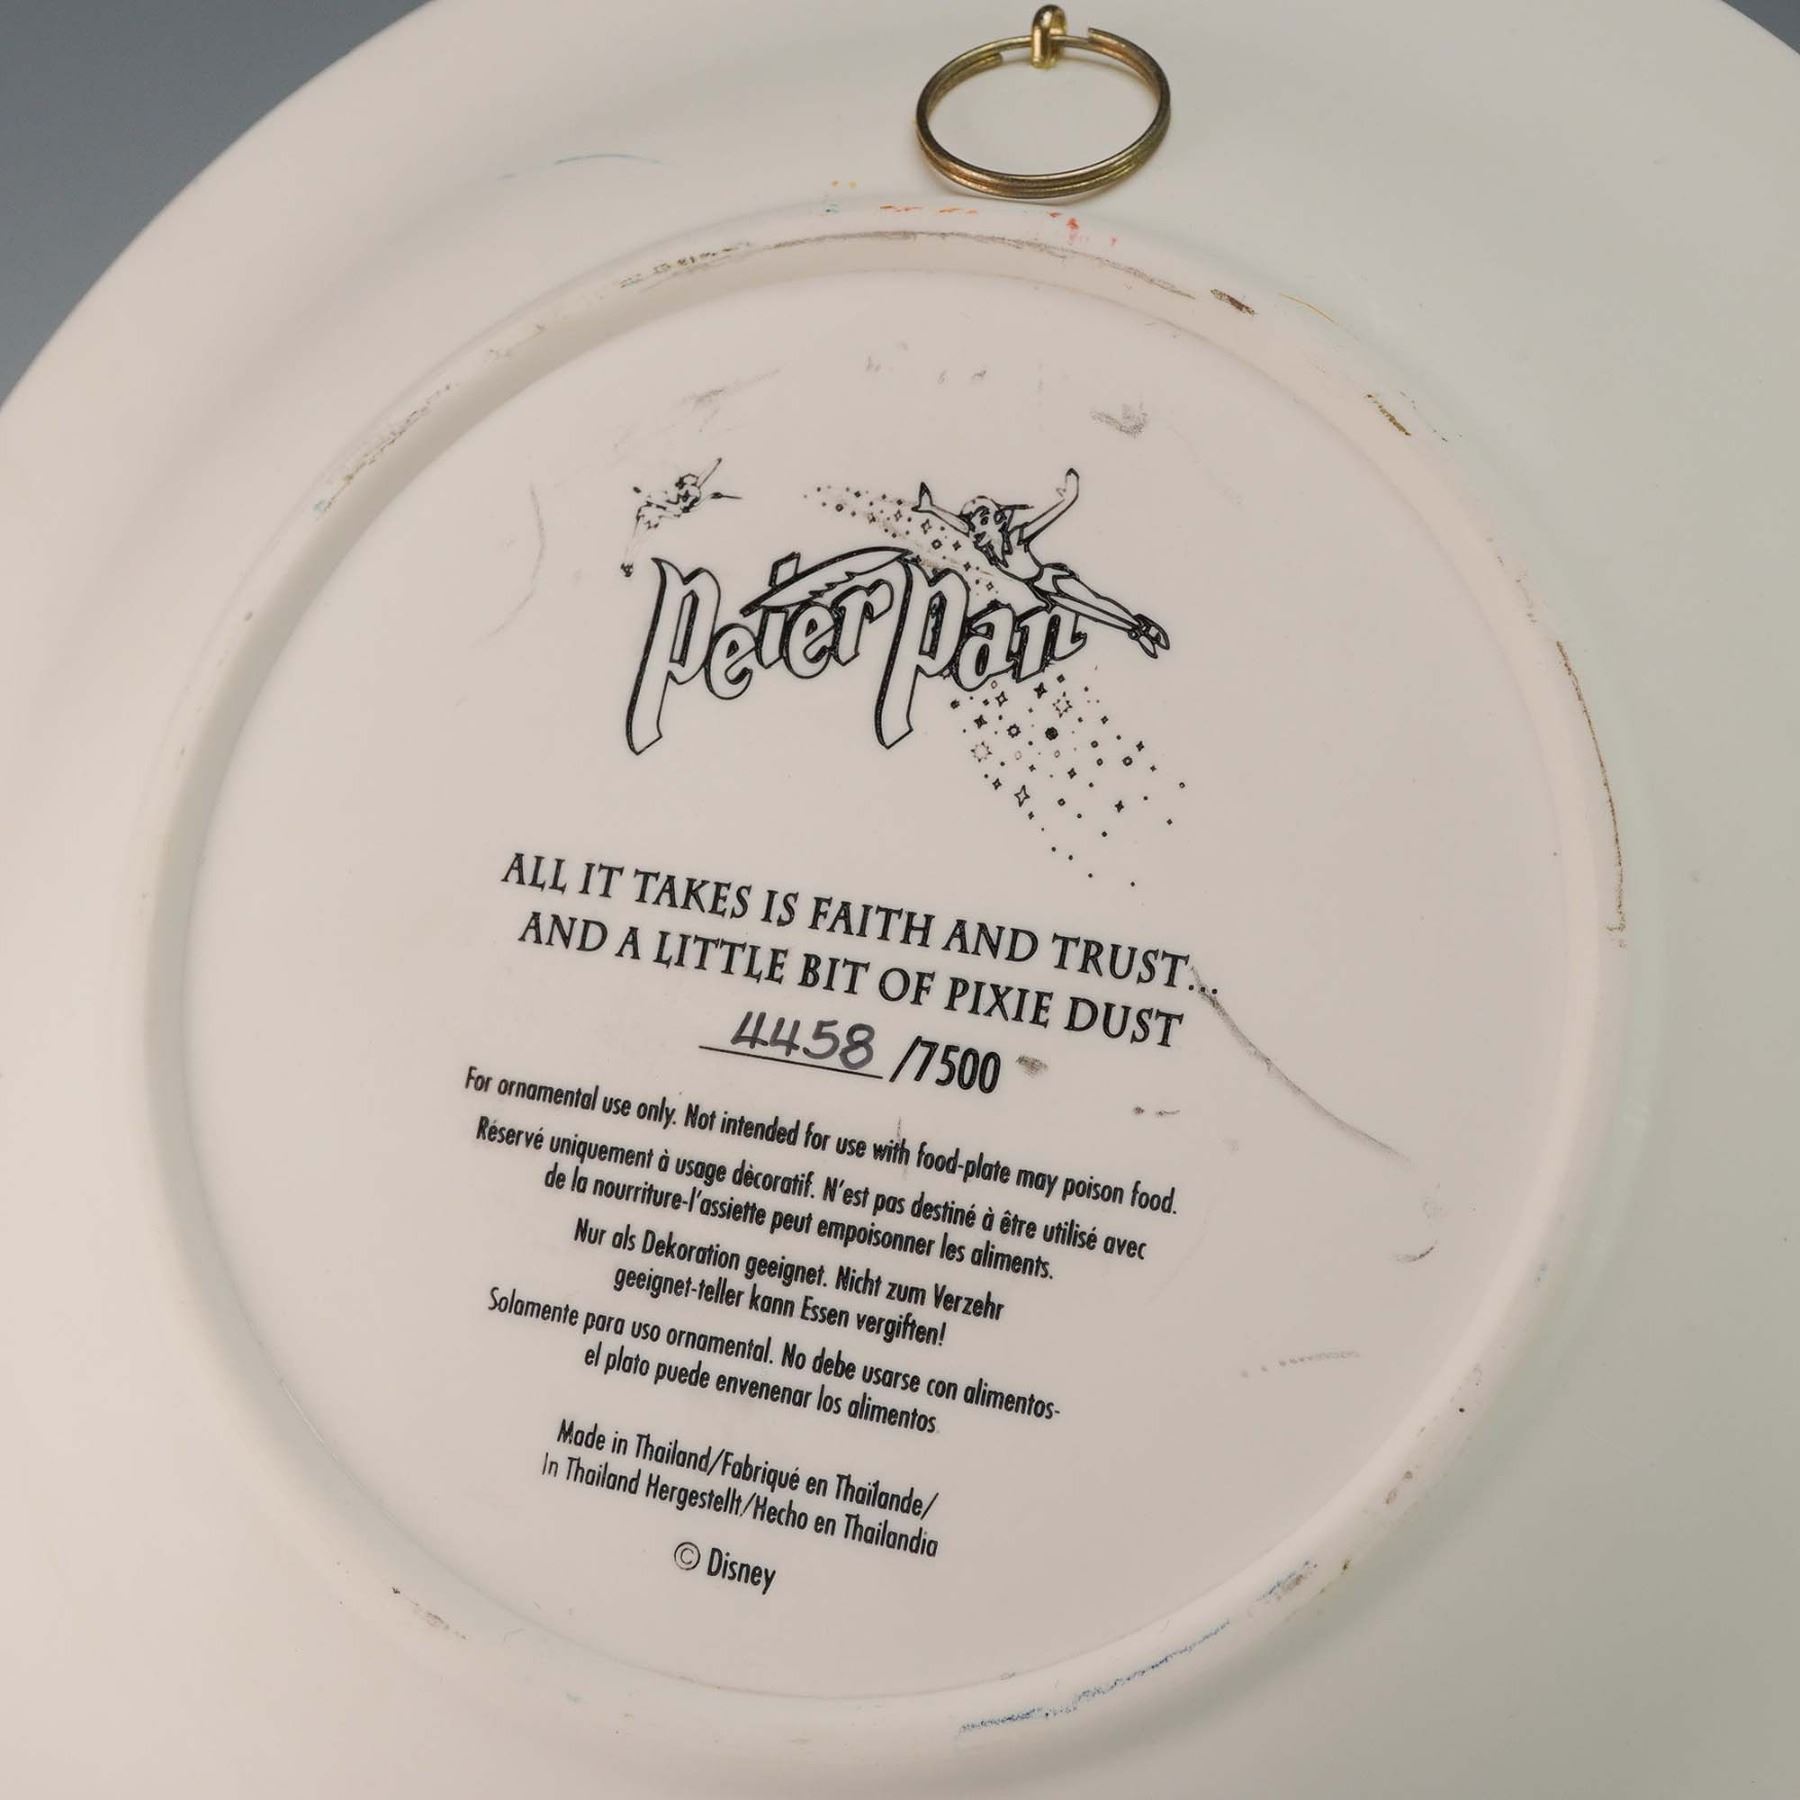 Peter Pan
ALL IT TAKES IS FAITH AND TRUST...
AND A LITTLE BIT OF PIXIE DUST
4458 /7500
For ornamental use only. Not intended for use with food-plate may poison food.
Réservé uniquement à usage dècoratif. N'est pas destiné à être utilisé avec
de la nourriture-l'assiette peut empoisonner les aliments.
Nur als Dekoration geeignet. Nicht zum Verzehr
geeignet-teller kann Essen vergiften!
Solamente para uso ornamental. No debe usarse con alimentos-
el plato puede envenenar los alimentos
Made in Thailand/Fabriqué en Thaïlande/
In Thailand Hergestellt/Hecho en Thailandia
© Disney